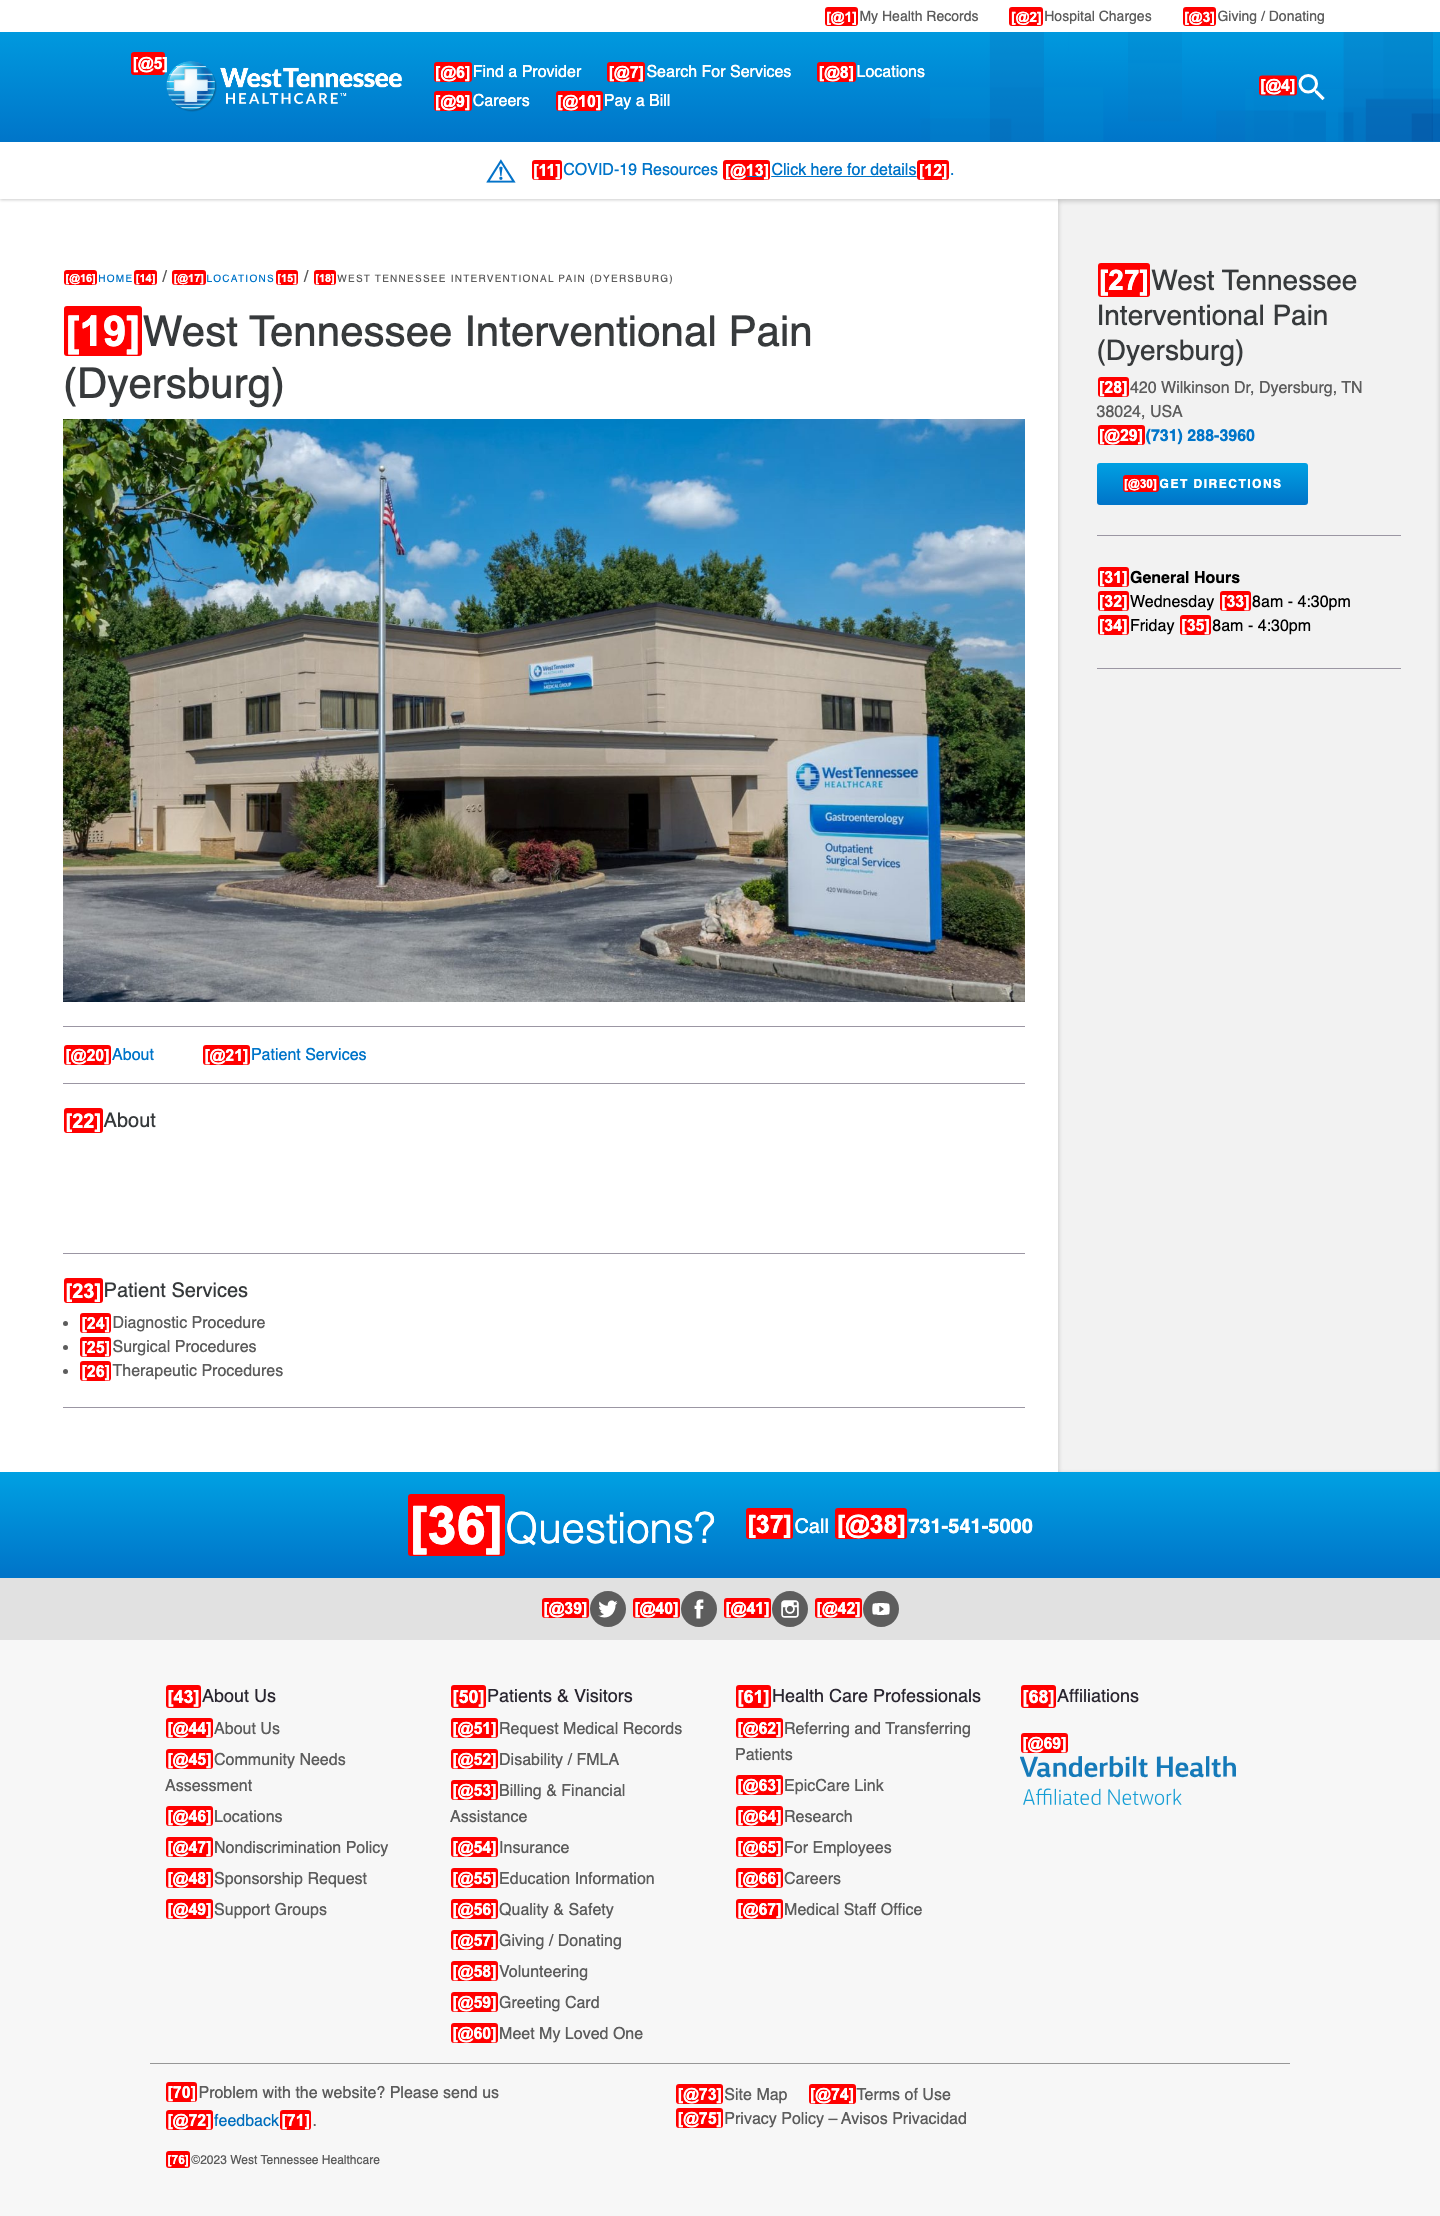 [@1]My Health Records [@2]Hospital Charges [@3]Giving / Donating
[@5] West Tennessee HEALTHCARE™
[@6]Find a Provider [@7]Search For Services [@8]Locations
[@9]Careers [@10]Pay a Bill
[@4]
[11]COVID-19 Resources [@13]Click here for details[12].
[@16]HOME[14] / [@17]LOCATIONS[15] / [18]WEST TENNESSEE INTERVENTIONAL PAIN (DYERSBURG)
[19]West Tennessee Interventional Pain
(Dyersburg)
West Tennessee
HEALTHCARE
MEDICAL GROUP
420
West Tennessee
HEALTHCARE
Gastroenterology
Outpatient
Surgical Services
420 Wilkinson Drive
[@20]About [@21]Patient Services
[22]About
[23]Patient Services
• [24]Diagnostic Procedure
• [25]Surgical Procedures
• [26]Therapeutic Procedures
[27]West Tennessee
Interventional Pain
(Dyersburg)
[28]420 Wilkinson Dr, Dyersburg, TN
38024, USA
[@29](731) 288-3960
[@30]GET DIRECTIONS
[31]General Hours
[32]Wednesday [33]8am - 4:30pm
[34]Friday [35]8am - 4:30pm
[36]Questions? [37]Call [@38]731-541-5000
[@39] [@40] [@41] [@42]
[43]About Us
[@44]About Us
[@45]Community Needs
Assessment
[@46]Locations
[@47]Nondiscrimination Policy
[@48]Sponsorship Request
[@49]Support Groups
[50]Patients & Visitors
[@51]Request Medical Records
[@52]Disability / FMLA
[@53]Billing & Financial
Assistance
[@54]Insurance
[@55]Education Information
[@56]Quality & Safety
[@57]Giving / Donating
[@58]Volunteering
[@59]Greeting Card
[@60]Meet My Loved One
[61]Health Care Professionals
[@62]Referring and Transferring
Patients
[@63]EpicCare Link
[@64]Research
[@65]For Employees
[@66]Careers
[@67]Medical Staff Office
[68]Affiliations
[@69]
Vanderbilt Health
Affiliated Network
[70]Problem with the website? Please send us
[@72]feedback[71].
[@73]Site Map [@74]Terms of Use
[@75]Privacy Policy – Avisos Privacidad
[76]©2023 West Tennessee Healthcare